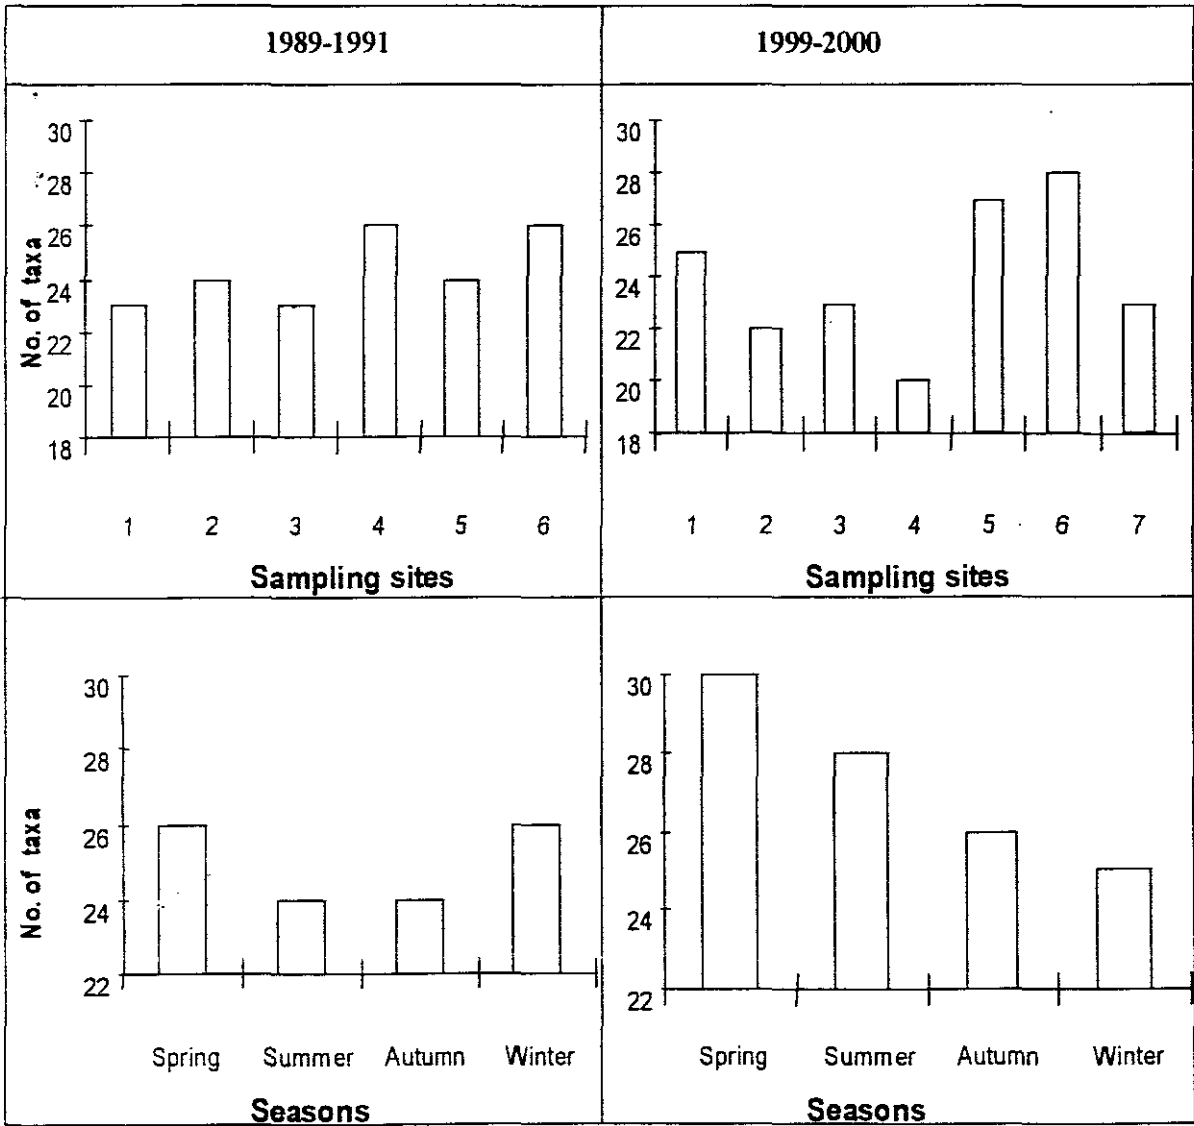 1989-1991
1999-2000
No. of taxa
30
28
26
24
22
20
18
1 2 3 4 5 6
Sampling sites
30
28
26
24
22
20
18
1 2 3 4 5 6 7
Sampling sites
No. of taxa
30
28
26
24
22
Spring Summer Autumn Winter
Seasons
30
28
26
24
22
Spring Summer Autumn Winter
Seasons